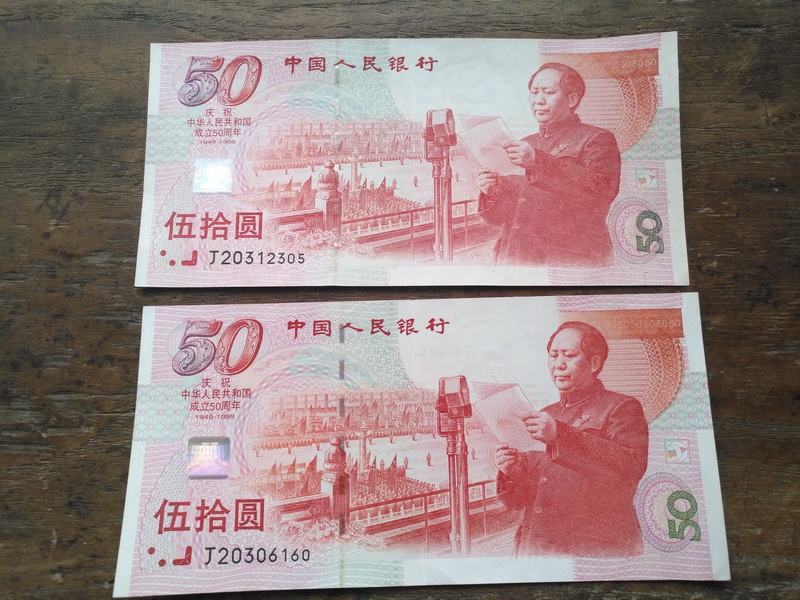 50
中国人民银行
庆 祝
中华人民共和国
成立50周年
1949-1999
伍拾圆
J20312305
50
50
中国人民银行
庆 祝
中华人民共和国
成立50周年
1949-1999
伍拾圆
J20306160
50